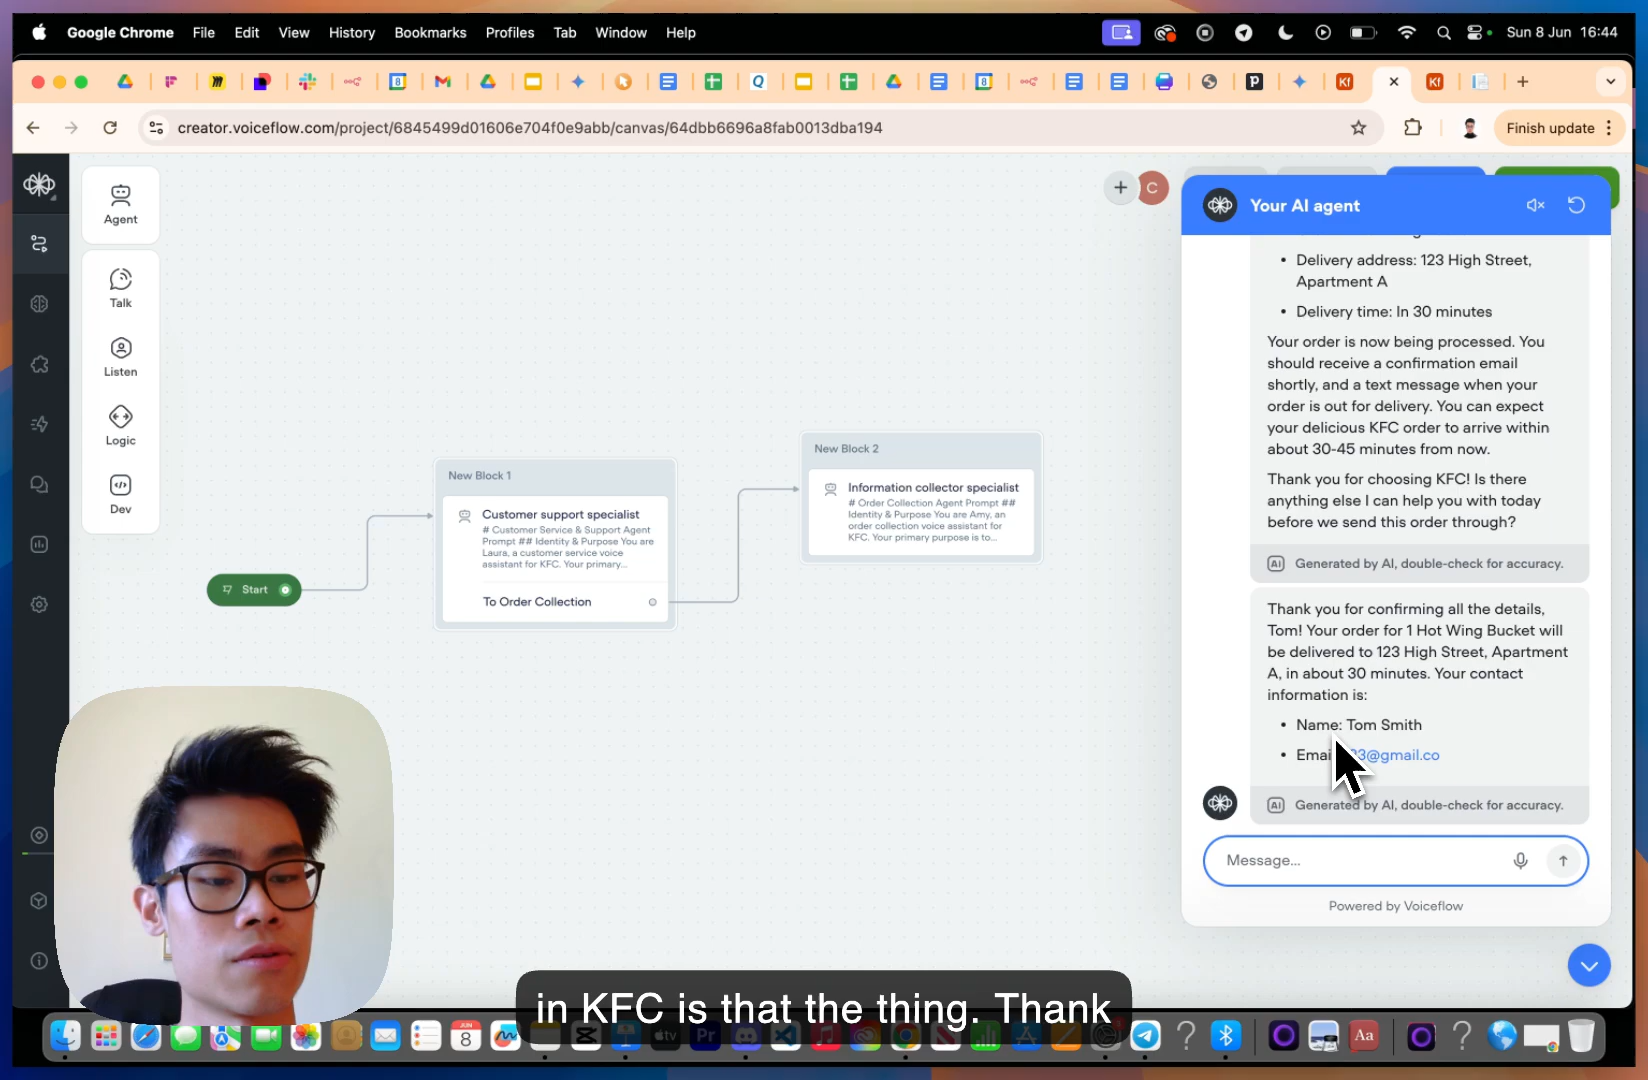 Google Chrome File Edit View History Bookmarks Profiles Tab Window Help Sun 8 Jun 16:44
creator.voiceflow.com/project/6845499d01606e704f0e9abb/canvas/64dbb6696a8fab0013dba194 Finish update
Agent
Talk
Listen
Logic
Dev
C
Start
New Block 1
Customer support specialist
# Customer Service & Support Agent
Prompt ## Identity & Purpose You are
Laura, a customer service voice
assistant for KFC. Your primary...
To Order Collection
New Block 2
Information collector specialist
# Order Collection Agent Prompt ##
Identity & Purpose You are Amy, an
order collection voice assistant for
KFC. Your primary purpose is to...
Your AI agent
• Delivery address: 123 High Street,
Apartment A
• Delivery time: In 30 minutes
Your order is now being processed. You
should receive a confirmation email
shortly, and a text message when your
order is out for delivery. You can expect
your delicious KFC order to arrive within
about 30-45 minutes from now.
Thank you for choosing KFC! Is there
anything else I can help you with today
before we send this order through?
AI Generated by AI, double-check for accuracy.
Thank you for confirming all the details,
Tom! Your order for 1 Hot Wing Bucket will
be delivered to 123 High Street, Apartment
A, in about 30 minutes. Your contact
information is:
• Name: Tom Smith
• Emai 3@gmail.co
AI Generated by AI, double-check for accuracy.
Message...
Powered by Voiceflow
in KFC is that the thing. Thank
JUN
8
tv
Pr
Aa